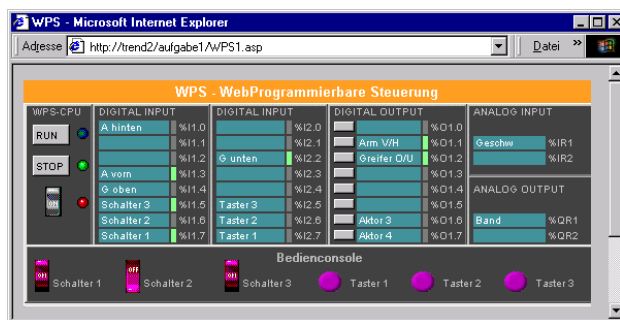 WPS - Microsoft Internet Explorer
Adresse http://trend2/aufgabe1/WPS1.asp Datei »
WPS - WebProgrammierbare Steuerung
WPS-CPU DIGITAL INPUT DIGITAL INPUT DIGITAL OUTPUT ANALOG INPUT
RUN A hinten %I1.0 %I2.0 %O1.0
%I1.1 %I2.1 Arm V/H %O1.1 Geschw %IR1
STOP %I1.2 G unten %I2.2 Greifer O/U %O1.2 %IR2
A vorn %I1.3 %I2.3 %O1.3
G oben %I1.4 %I2.4 %O1.4 ANALOG OUTPUT
Schalter 3 %I1.5 Taster 3 %I2.5 %O1.5
Schalter 2 %I1.6 Taster 2 %I2.6 Aktor 3 %O1.6 Band %QR1
Schalter 1 %I1.7 Taster 1 %I2.7 Aktor 4 %O1.7 %QR2
Bedienconsole
Schalter 1 OFF Schalter 2 Schalter 3 Taster 1 Taster 2 Taster 3